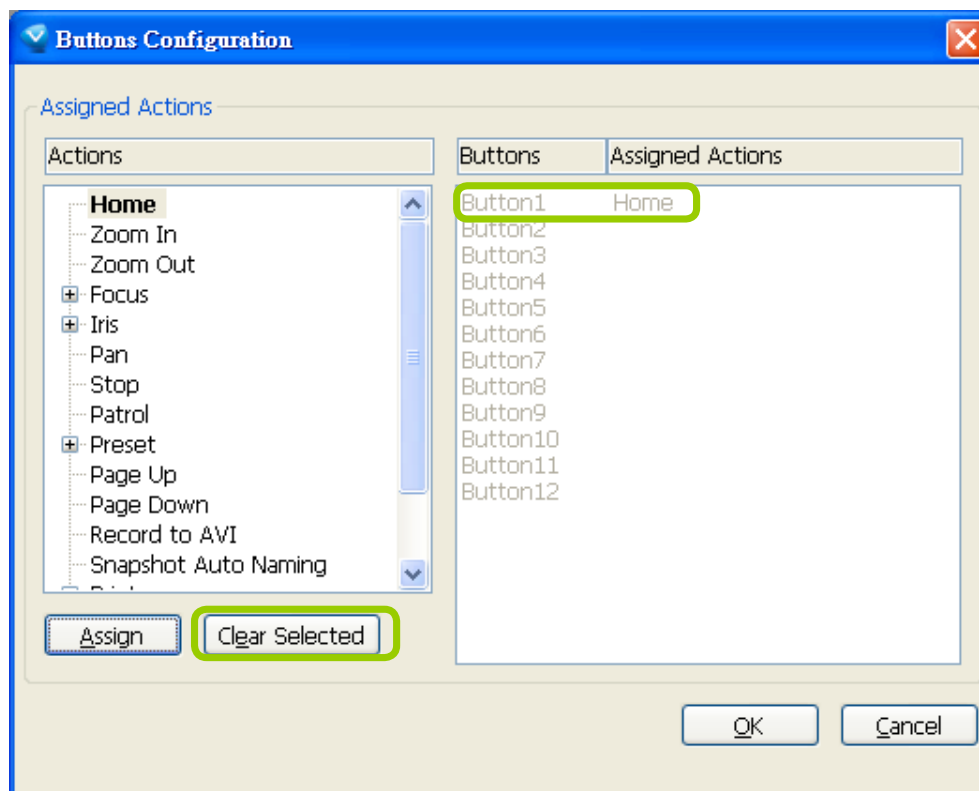 Buttons Configuration
Assigned Actions
Actions
Buttons Assigned Actions
Home
Zoom In
Zoom Out
Focus
Iris
Pan
Stop
Patrol
Preset
Page Up
Page Down
Record to AVI
Snapshot Auto Naming
Button1 Home
Button2
Button3
Button4
Button5
Button6
Button7
Button8
Button9
Button10
Button11
Button12
Assign Clear Selected
OK Cancel